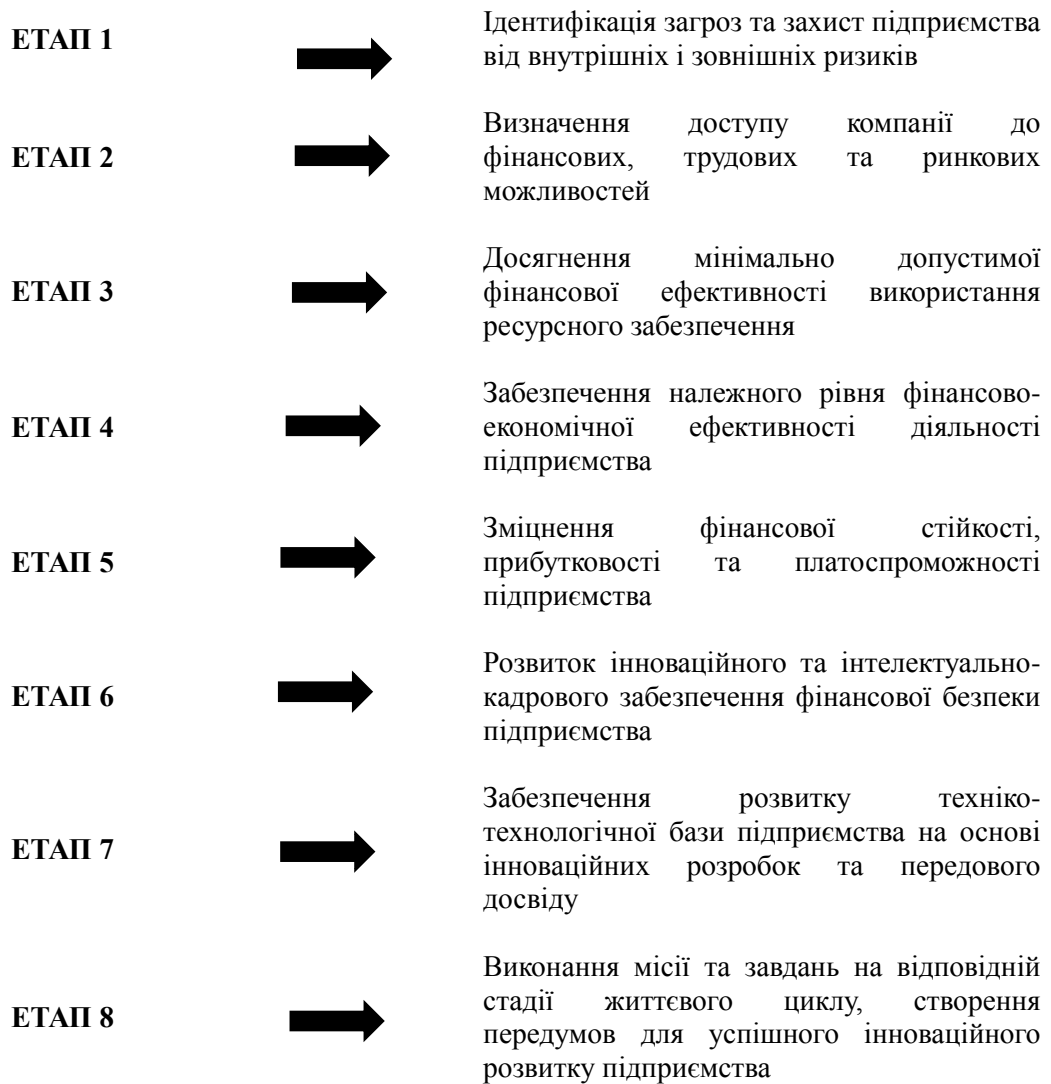 ЕТАП 1
Ідентифікація загроз та захист підприємства
від внутрішніх і зовнішніх ризиків
ЕТАП 2
Визначення доступу компанії до
фінансових, трудових та ринкових
можливостей
ЕТАП 3
Досягнення мінімально допустимої
фінансової ефективності використання
ресурсного забезпечення
ЕТАП 4
Забезпечення належного рівня фінансово-
економічної ефективності діяльності
підприємства
ЕТАП 5
Зміцнення фінансової стійкості,
прибутковості та платоспроможності
підприємства
ЕТАП 6
Розвиток інноваційного та інтелектуально-
кадрового забезпечення фінансової безпеки
підприємства
ЕТАП 7
Забезпечення розвитку техніко-
технологічної бази підприємства на основі
інноваційних розробок та передового
досвіду
ЕТАП 8
Виконання місії та завдань на відповідній
стадії життєвого циклу, створення
передумов для успішного інноваційного
розвитку підприємства